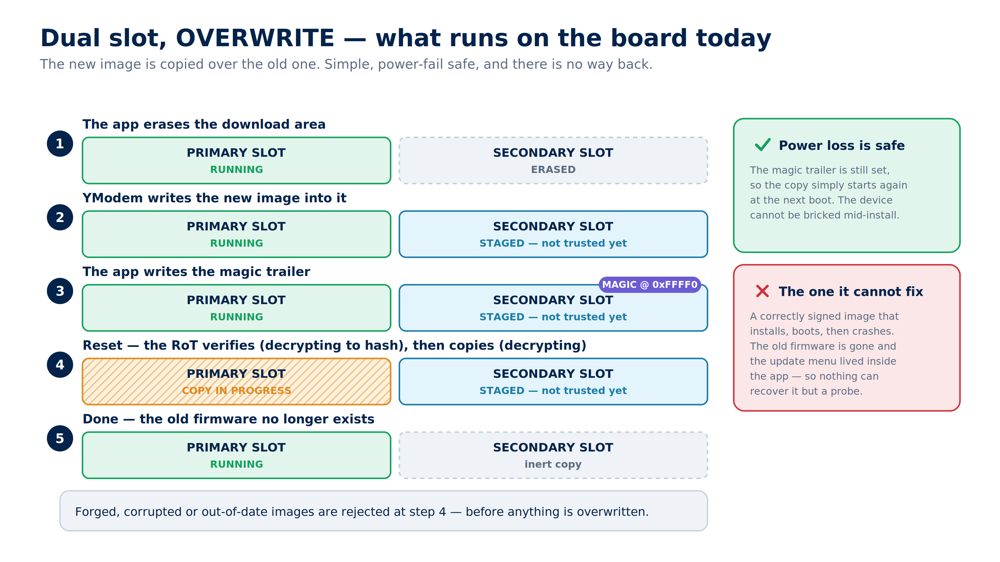 Dual slot, OVERWRITE — what runs on the board today
The new image is copied over the old one. Simple, power-fail safe, and there is no way back.
The app erases the download area
1
PRIMARY SLOT
RUNNING
SECONDARY SLOT
ERASED
YModem writes the new image into it
2
PRIMARY SLOT
RUNNING
SECONDARY SLOT
STAGED — not trusted yet
The app writes the magic trailer
3
PRIMARY SLOT
RUNNING
MAGIC @ 0xFFFF0
SECONDARY SLOT
STAGED — not trusted yet
Reset — the RoT verifies (decrypting to hash), then copies (decrypting)
4
PRIMARY SLOT
COPY IN PROGRESS
SECONDARY SLOT
STAGED — not trusted yet
Done — the old firmware no longer exists
5
PRIMARY SLOT
RUNNING
SECONDARY SLOT
inert copy
Forged, corrupted or out-of-date images are rejected at step 4 — before anything is overwritten.
Power loss is safe
The magic trailer is still set,
so the copy simply starts again
at the next boot. The device
cannot be bricked mid-install.
The one it cannot fix
A correctly signed image that
installs, boots, then crashes.
The old firmware is gone and
the update menu lived inside
the app — so nothing can
recover it but a probe.